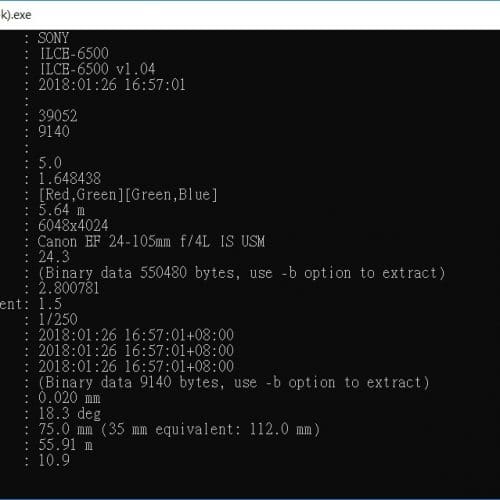 k).exe
: SONY
: ILCE-6500
: ILCE-6500 v1.04
: 2018:01:26 16:57:01
:
: 39052
: 9140
:
: 5.0
: 1.648438
: [Red,Green][Green,Blue]
: 5.64 m
: 6048x4024
: Canon EF 24-105mm f/4L IS USM
: 24.3
: (Binary data 550480 bytes, use -b option to extract)
: 2.800781
ent: 1.5
: 1/250
: 2018:01:26 16:57:01+08:00
: 2018:01:26 16:57:01+08:00
: 2018:01:26 16:57:01+08:00
: (Binary data 9140 bytes, use -b option to extract)
: 0.020 mm
: 18.3 deg
: 75.0 mm (35 mm equivalent: 112.0 mm)
: 55.91 m
: 10.9